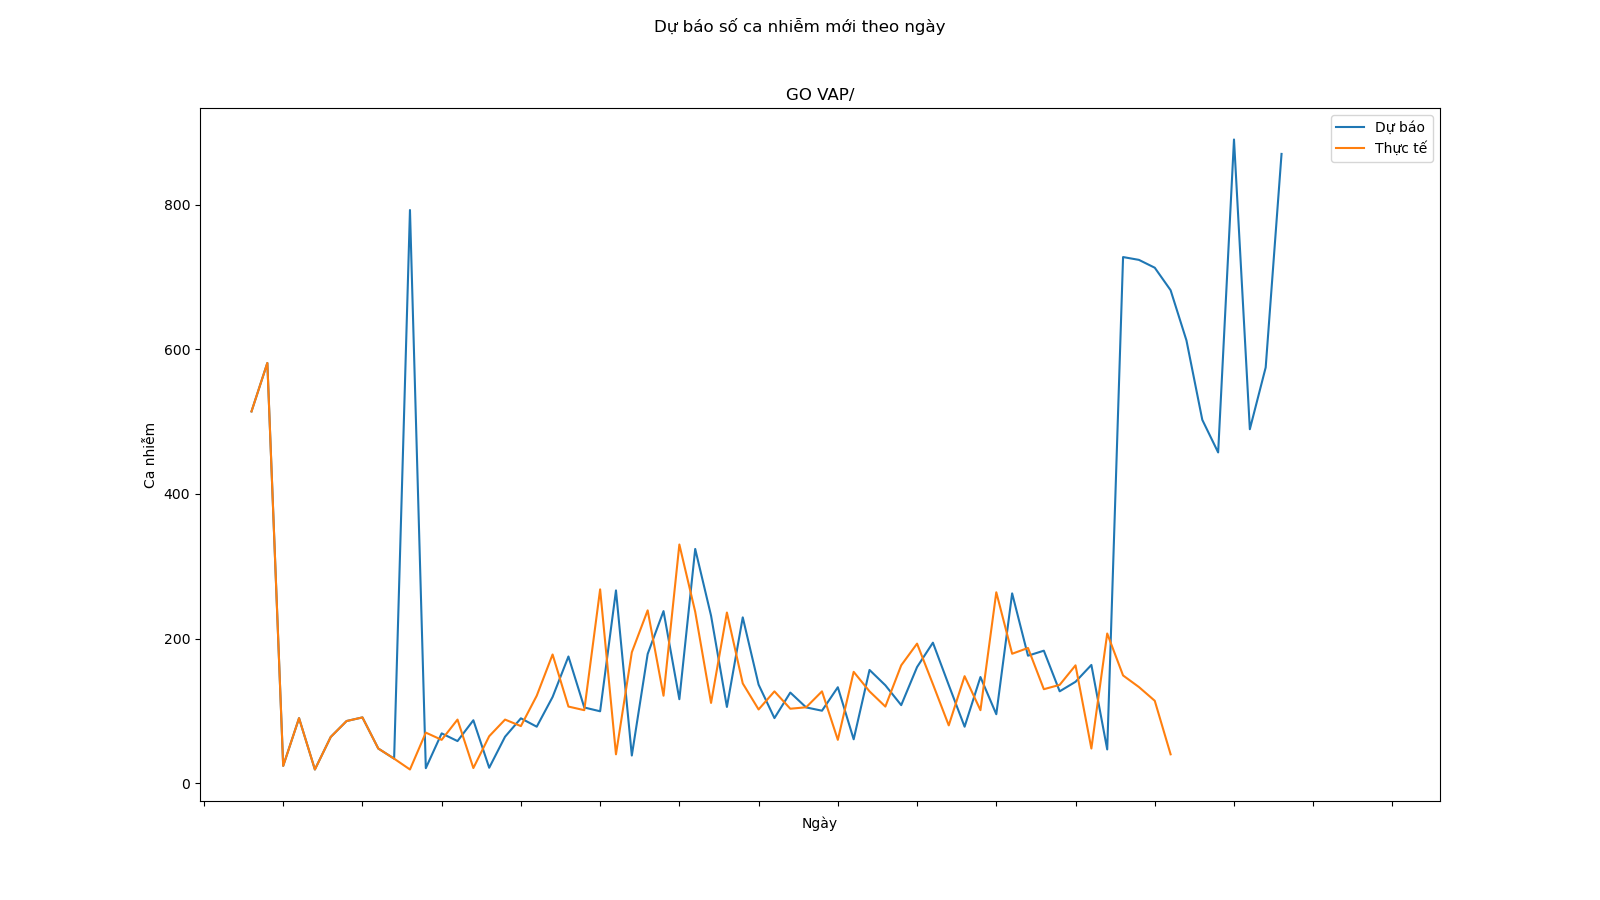 Dự báo số ca nhiễm mới theo ngày
GO VAP/
Dự báo
Thực tế
800
600
400
200
0
Ca nhiễm
Ngày